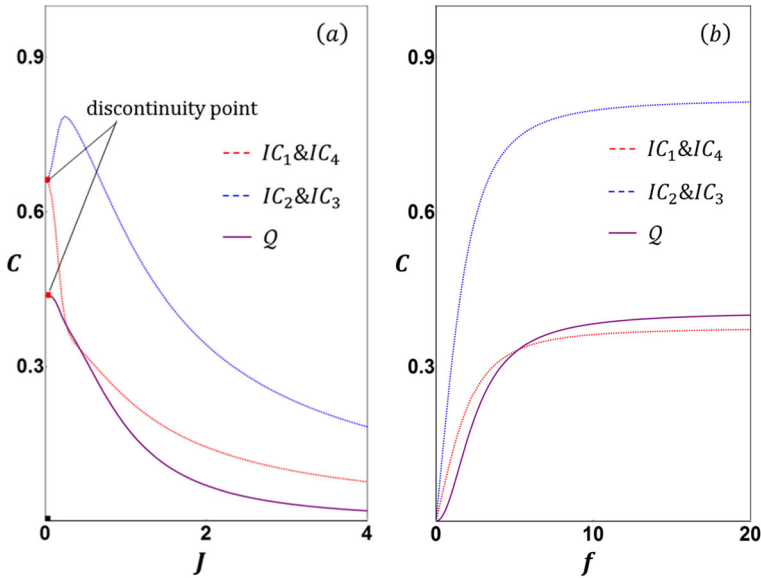 (a)
0.9
discontinuity point
IC1&IC4
0.6
IC2&IC3
C
Q
0.3
0
2
4
J
(b)
0.9
IC1&IC4
0.6
IC2&IC3
C
Q
0.3
0
10
20
f